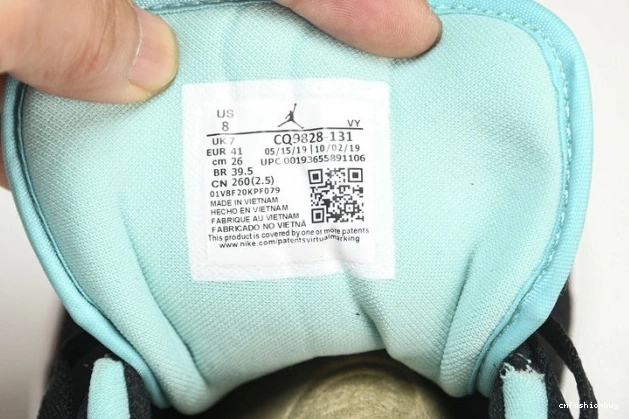 US
8
VY
UK 7
CQ9828-131
EUR 41
05/15/19 | 10/02/19
cm 26
UPC 00193655891106
BR 39.5
CN 260(2.5)
01V8F20KPF079
MADE IN VIETNAM
HECHO EN VIETNAM
FABRIQUE AU VIETNAM
FABRICADO NO VIETNÃ
This product is covered by one or more patents
www.nike.com/patentsvirtualmarking
cnfashionbuy